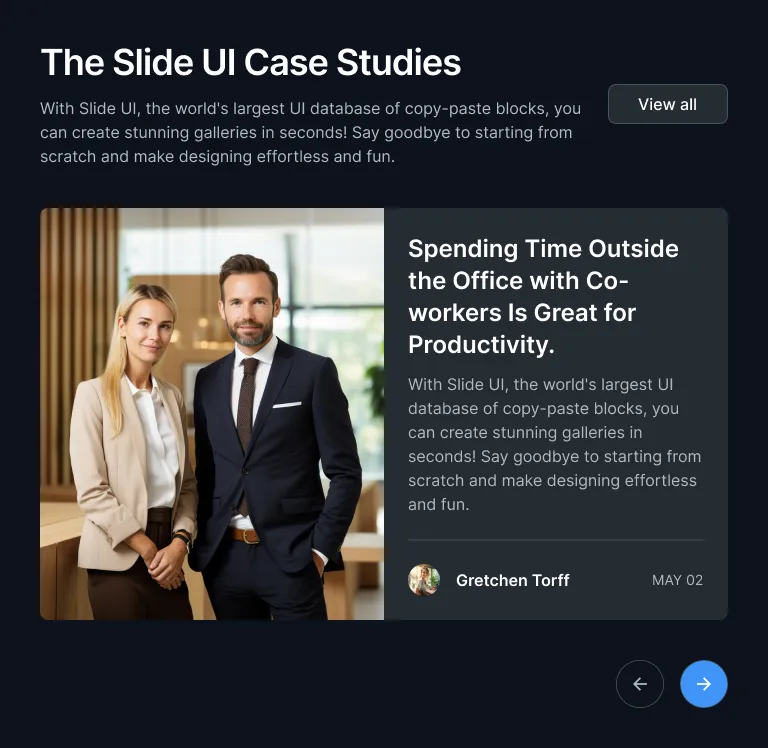 The Slide UI Case Studies
With Slide UI, the world's largest UI database of copy-paste blocks, you
can create stunning galleries in seconds! Say goodbye to starting from
scratch and make designing effortless and fun.
View all
Spending Time Outside
the Office with Co-
workers Is Great for
Productivity.
With Slide UI, the world's largest UI
database of copy-paste blocks, you
can create stunning galleries in
seconds! Say goodbye to starting from
scratch and make designing effortless
and fun.
Gretchen Torff
MAY 02